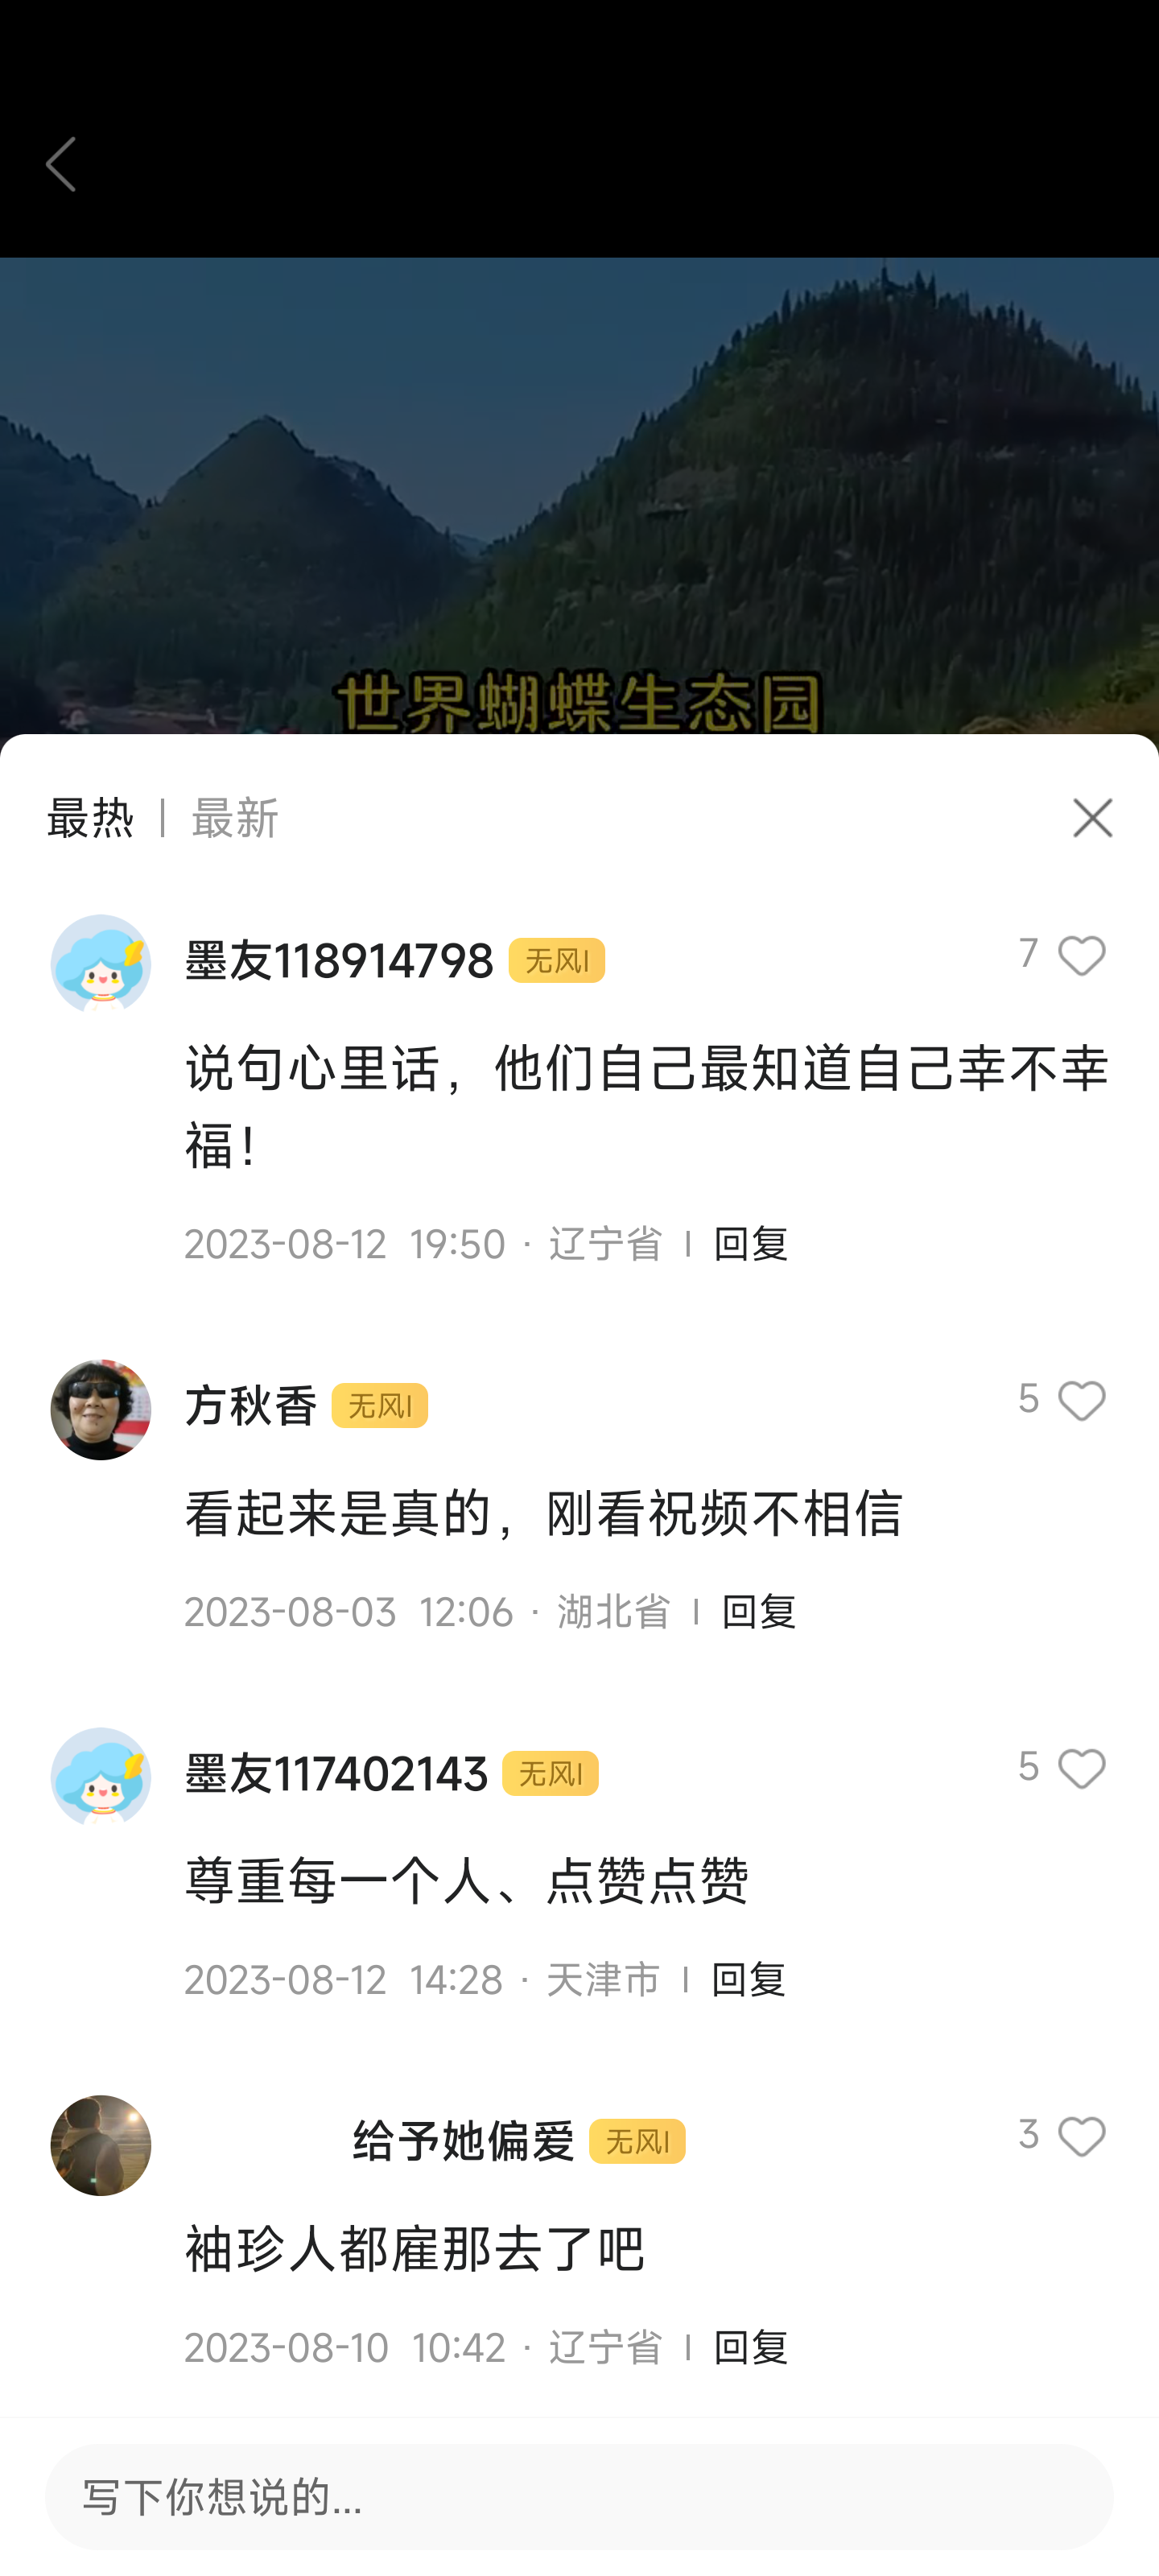 世界蝴蝶生态园
最热 | 最新
墨友118914798 无风I 7
说句心里话，他们自己最知道自己幸不幸
福！
2023-08-12 19:50 · 辽宁省 | 回复
方秋香 无风I 5
看起来是真的，刚看祝频不相信
2023-08-03 12:06 · 湖北省 | 回复
墨友117402143 无风I 5
尊重每一个人、点赞点赞
2023-08-12 14:28 · 天津市 | 回复
给予她偏爱 无风I 3
袖珍人都雇那去了吧
2023-08-10 10:42 · 辽宁省 | 回复
写下你想说的...